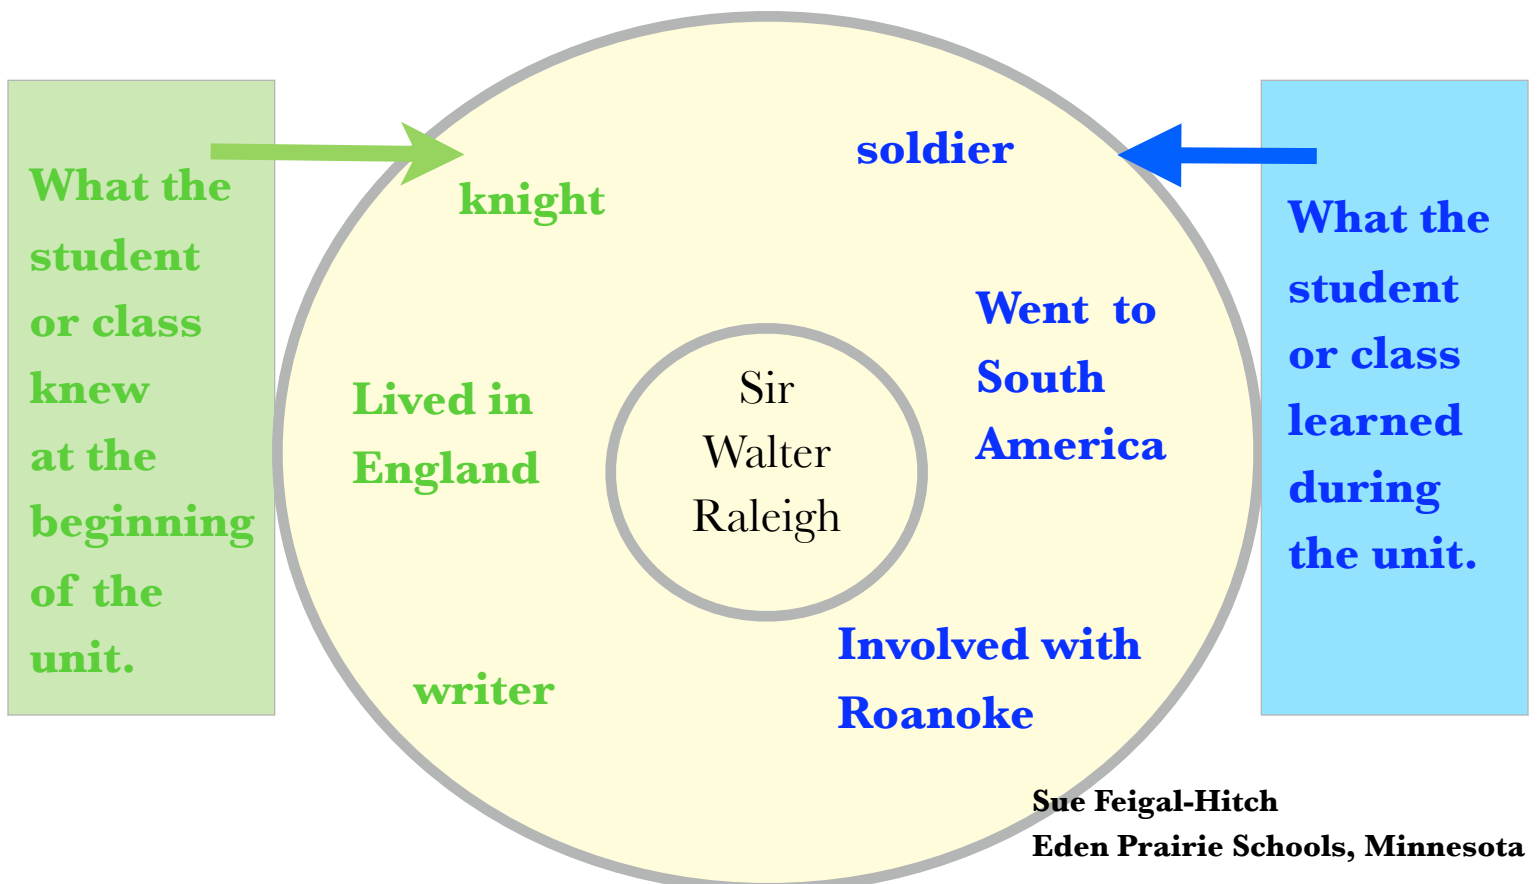 What the
student
or class
knew
at the
beginning
of the
unit.
knight
Lived in
England
writer
Sir
Walter
Raleigh
soldier
Went to
South
America
Involved with
Roanoke
What the
student
or class
learned
during
the unit.
Sue Feigal-Hitch
Eden Prairie Schools, Minnesota